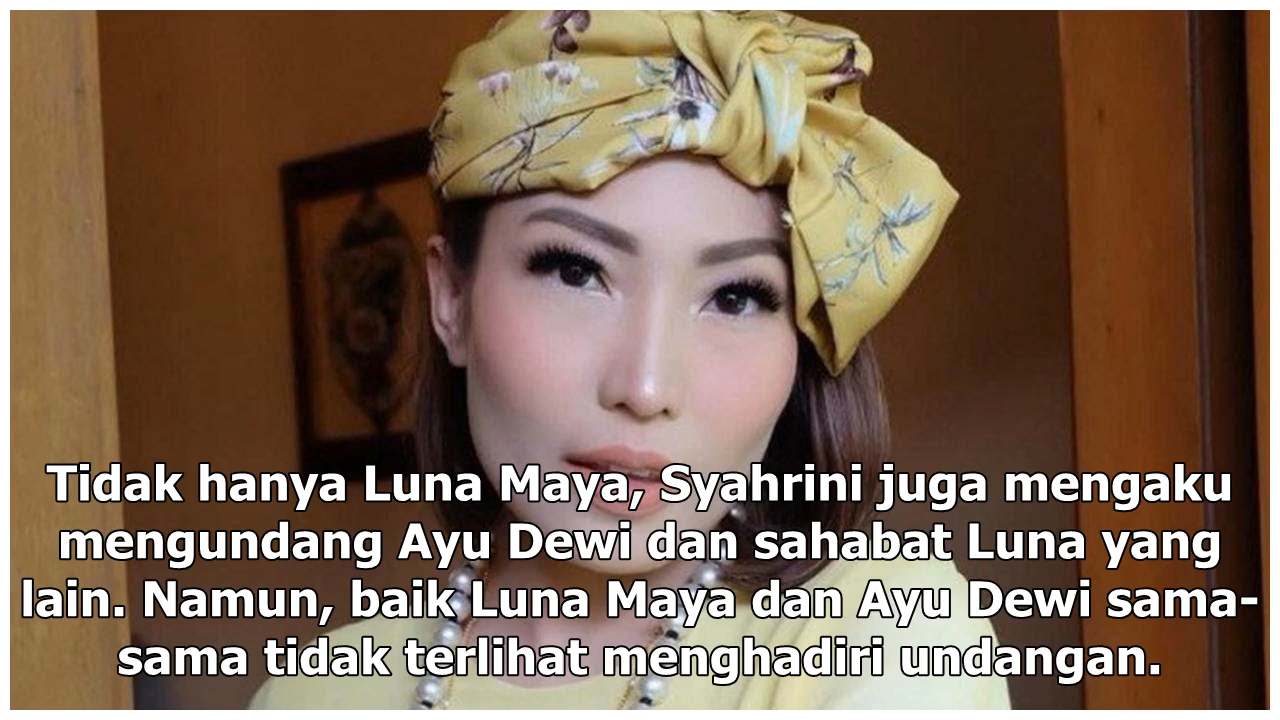 Tidak hanya Luna Maya, Syahrini juga mengaku
mengundang Ayu Dewi dan sahabat Luna yang
lain. Namun, baik Luna Maya dan Ayu Dewi sama-
sama tidak terlihat menghadiri undangan.